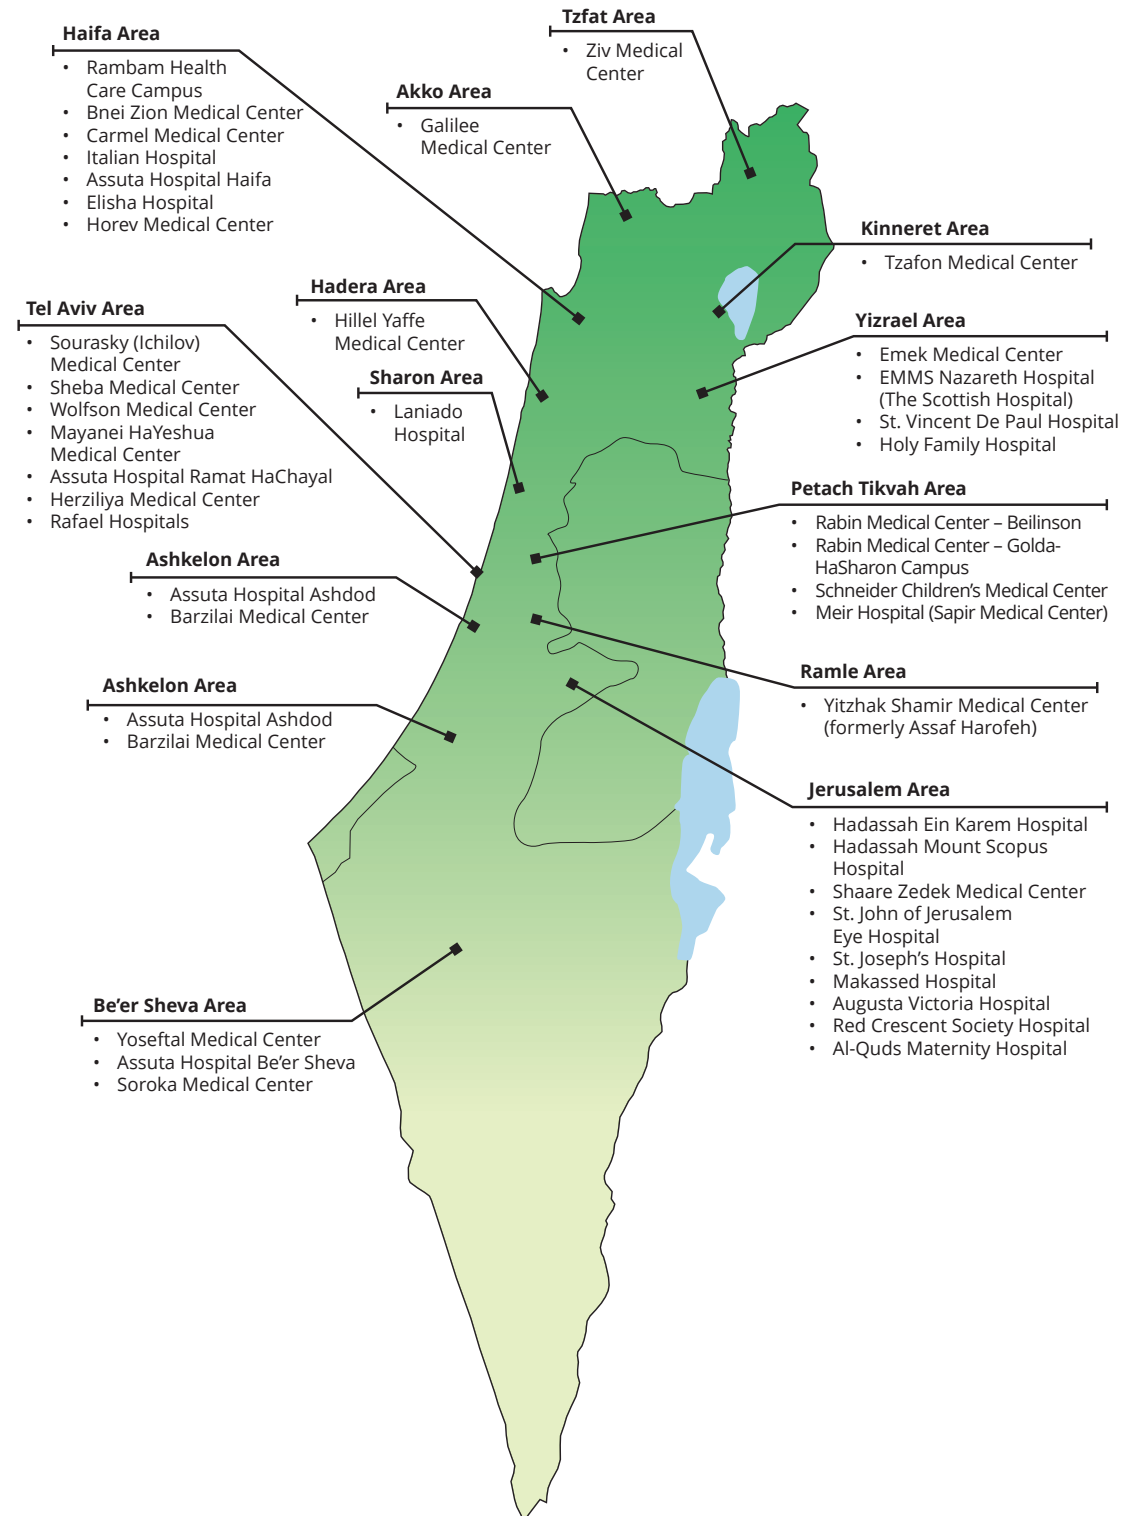 Haifa Area
• Rambam Health
Care Campus
• Bnei Zion Medical Center
• Carmel Medical Center
• Italian Hospital
• Assuta Hospital Haifa
• Elisha Hospital
• Horev Medical Center
Tzfat Area
• Ziv Medical
Center
Akko Area
• Galilee
Medical Center
Kinneret Area
• Tzafon Medical Center
Hadera Area
• Hillel Yaffe
Medical Center
Tel Aviv Area
• Sourasky (Ichilov)
Medical Center
• Sheba Medical Center
• Wolfson Medical Center
• Mayanei HaYeshua
Medical Center
• Assuta Hospital Ramat HaChayal
• Herziliya Medical Center
• Rafael Hospitals
Sharon Area
• Laniado
Hospital
Yizrael Area
• Emek Medical Center
• EMMS Nazareth Hospital
(The Scottish Hospital)
• St. Vincent De Paul Hospital
• Holy Family Hospital
Petach Tikvah Area
• Rabin Medical Center – Beilinson
• Rabin Medical Center – Golda-
HaSharon Campus
• Schneider Children’s Medical Center
• Meir Hospital (Sapir Medical Center)
Ashkelon Area
• Assuta Hospital Ashdod
• Barzilai Medical Center
Ramle Area
• Yitzhak Shamir Medical Center
(formerly Assaf Harofeh)
Ashkelon Area
• Assuta Hospital Ashdod
• Barzilai Medical Center
Jerusalem Area
• Hadassah Ein Karem Hospital
• Hadassah Mount Scopus
Hospital
• Shaare Zedek Medical Center
• St. John of Jerusalem
Eye Hospital
• St. Joseph’s Hospital
• Makassed Hospital
• Augusta Victoria Hospital
• Red Crescent Society Hospital
• Al-Quds Maternity Hospital
Be’er Sheva Area
• Yoseftal Medical Center
• Assuta Hospital Be’er Sheva
• Soroka Medical Center